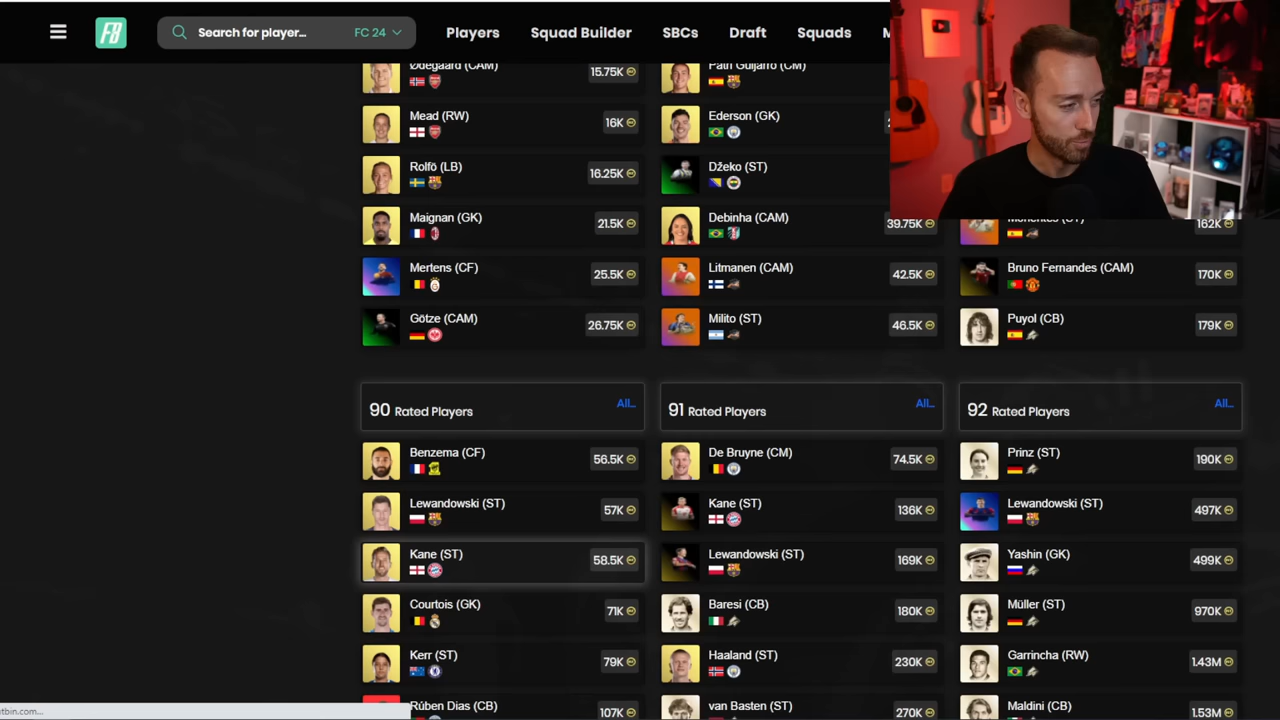 FB
Search for player...
FC 24
Players
Squad Builder
SBCs
Draft
Squads
Ødegaard (CAM)
15.75K
Mead (RW)
16K
Rolfö (LB)
16.25K
Maignan (GK)
21.5K
Mertens (CF)
25.5K
Götze (CAM)
26.75K
Patri Guijarro (CM)
Ederson (GK)
Džeko (ST)
Debinha (CAM)
39.75K
Litmanen (CAM)
42.5K
Milito (ST)
46.5K
Morientes (ST)
162K
Bruno Fernandes (CAM)
170K
Puyol (CB)
179K
90 Rated Players
All...
Benzema (CF)
56.5K
Lewandowski (ST)
57K
Kane (ST)
58.5K
Courtois (GK)
71K
Kerr (ST)
79K
Rúben Dias (CB)
107K
91 Rated Players
All...
De Bruyne (CM)
74.5K
Kane (ST)
136K
Lewandowski (ST)
169K
Baresi (CB)
180K
Haaland (ST)
230K
van Basten (ST)
270K
92 Rated Players
All...
Prinz (ST)
190K
Lewandowski (ST)
497K
Yashin (GK)
499K
Müller (ST)
970K
Garrincha (RW)
1.43M
Maldini (CB)
1.53M
tbin.com...